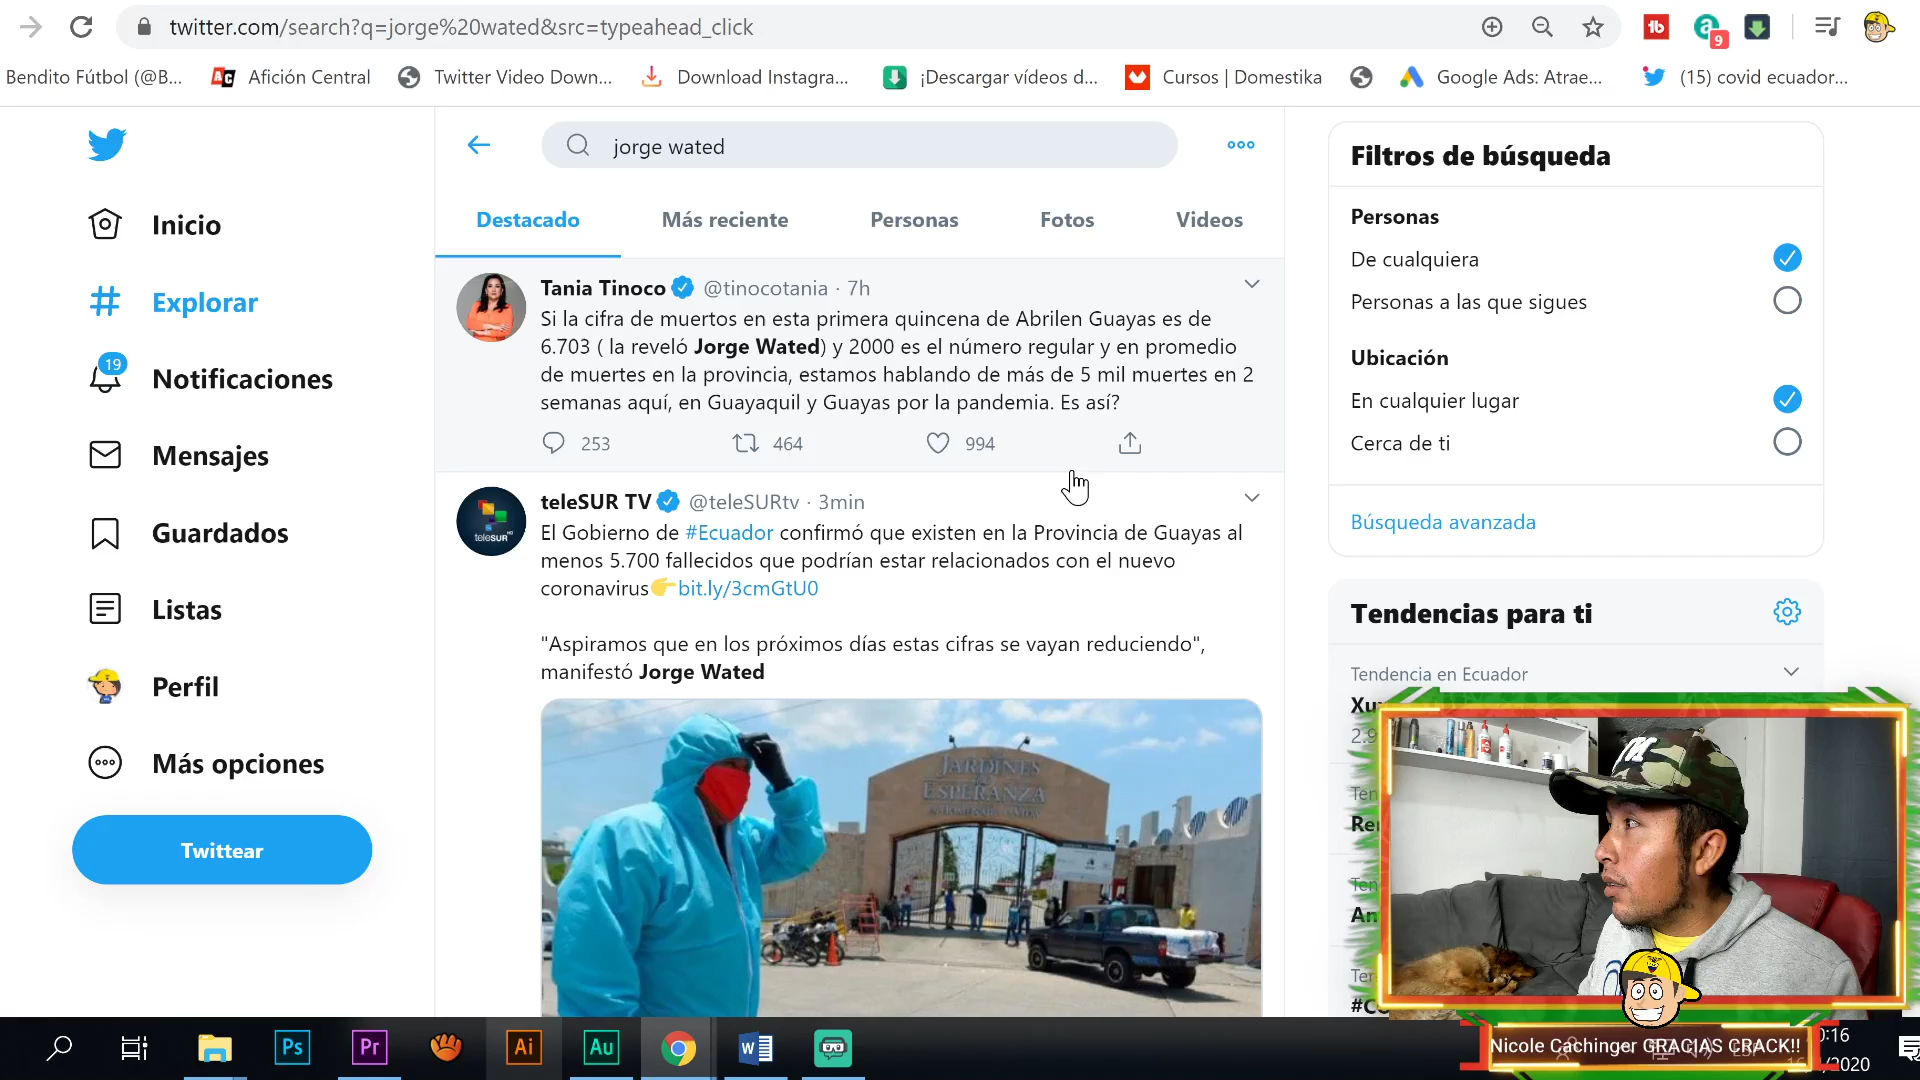 twitter.com/search?q=jorge%20wated&src=typeahead_click
9
Bendito Fútbol (@B...
Afición Central
Twitter Video Down...
Download Instagra...
¡Descargar vídeos d...
Cursos | Domestika
Google Ads: Atrae...
(15) covid ecuador...
jorge wated
Destacado
Más reciente
Personas
Fotos
Videos
Inicio
Explorar
19
Notificaciones
Mensajes
Guardados
Listas
Perfil
Más opciones
Twittear
Tania Tinoco @tinocotania · 7h
Si la cifra de muertos en esta primera quincena de Abrilen Guayas es de
6.703 ( la reveló Jorge Wated) y 2000 es el número regular y en promedio
de muertes en la provincia, estamos hablando de más de 5 mil muertes en 2
semanas aquí, en Guayaquil y Guayas por la pandemia. Es así?
253
464
994
teleSUR TV @teleSURtv · 3min
teleSUR
El Gobierno de #Ecuador confirmó que existen en la Provincia de Guayas al
menos 5.700 fallecidos que podrían estar relacionados con el nuevo
coronavirus👉bit.ly/3cmGtU0
"Aspiramos que en los próximos días estas cifras se vayan reduciendo",
manifestó Jorge Wated
JARDINES
DE
ESPERANZA
Filtros de búsqueda
Personas
De cualquiera
Personas a las que sigues
Ubicación
En cualquier lugar
Cerca de ti
Búsqueda avanzada
Tendencias para ti
Tendencia en Ecuador
Ps
Pr
Ai
Au
Nicole Cachinger GRACIAS CRACK!!
:16
/2020